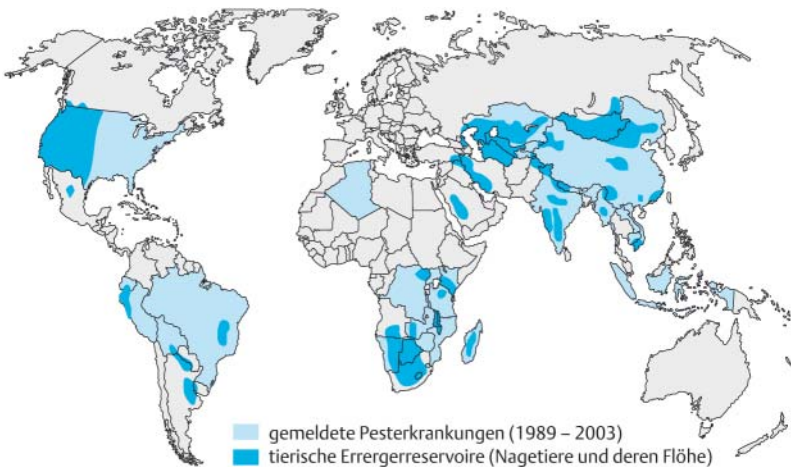 gemeldete Pesterkrankungen (1989 – 2003)
tierische Errergerreservoire (Nagetiere und deren Flöhe)